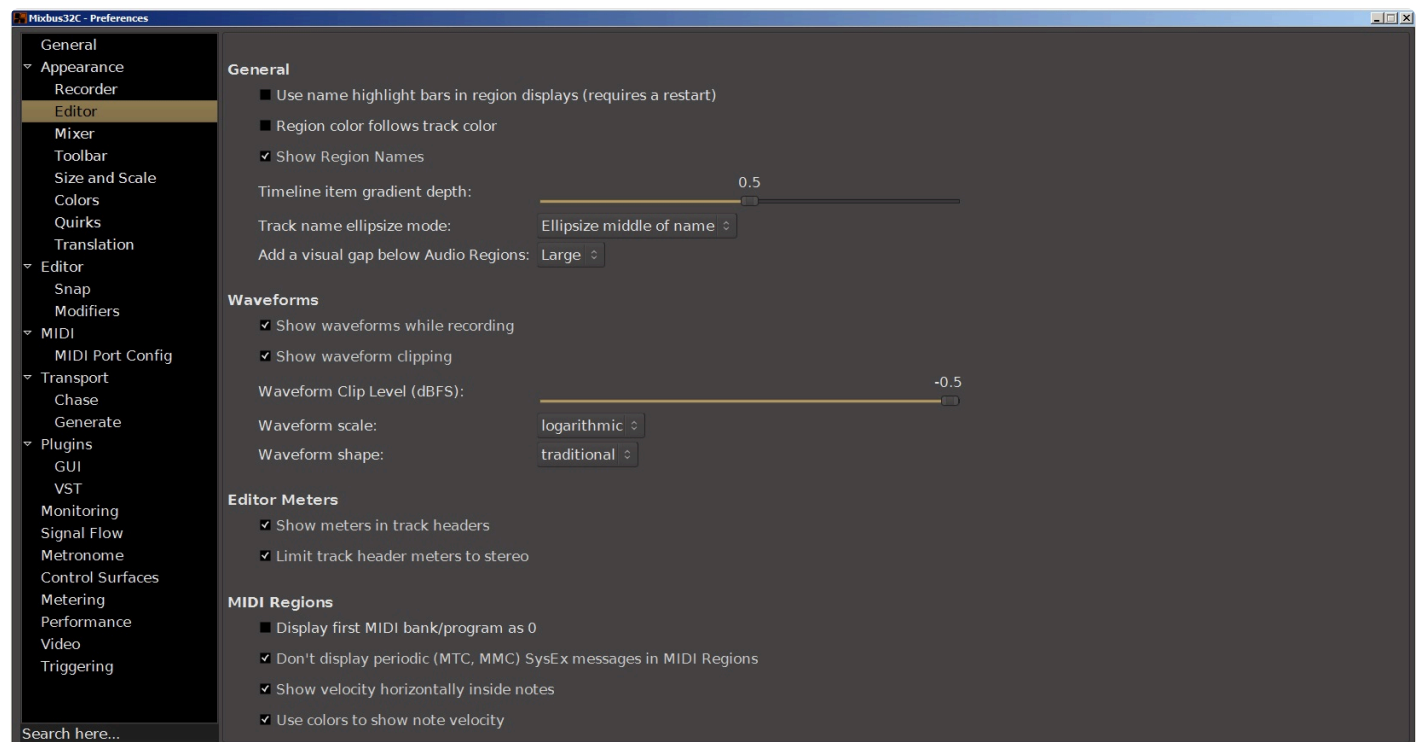 Mixbus32C - Preferences
General
Appearance
Recorder
Editor
Mixer
Toolbar
Size and Scale
Colors
Quirks
Translation
Editor
Snap
Modifiers
MIDI
MIDI Port Config
Transport
Chase
Generate
Plugins
GUI
VST
Monitoring
Signal Flow
Metronome
Control Surfaces
Metering
Performance
Video
Triggering
Search here...
General
Use name highlight bars in region displays (requires a restart)
Region color follows track color
Show Region Names
0.5
Timeline item gradient depth:
Track name ellipsize mode: Ellipsize middle of name
Add a visual gap below Audio Regions: Large
Waveforms
Show waveforms while recording
Show waveform clipping
-0.5
Waveform Clip Level (dBFS):
Waveform scale: logarithmic
Waveform shape: traditional
Editor Meters
Show meters in track headers
Limit track header meters to stereo
MIDI Regions
Display first MIDI bank/program as 0
Don't display periodic (MTC, MMC) SysEx messages in MIDI Regions
Show velocity horizontally inside notes
Use colors to show note velocity